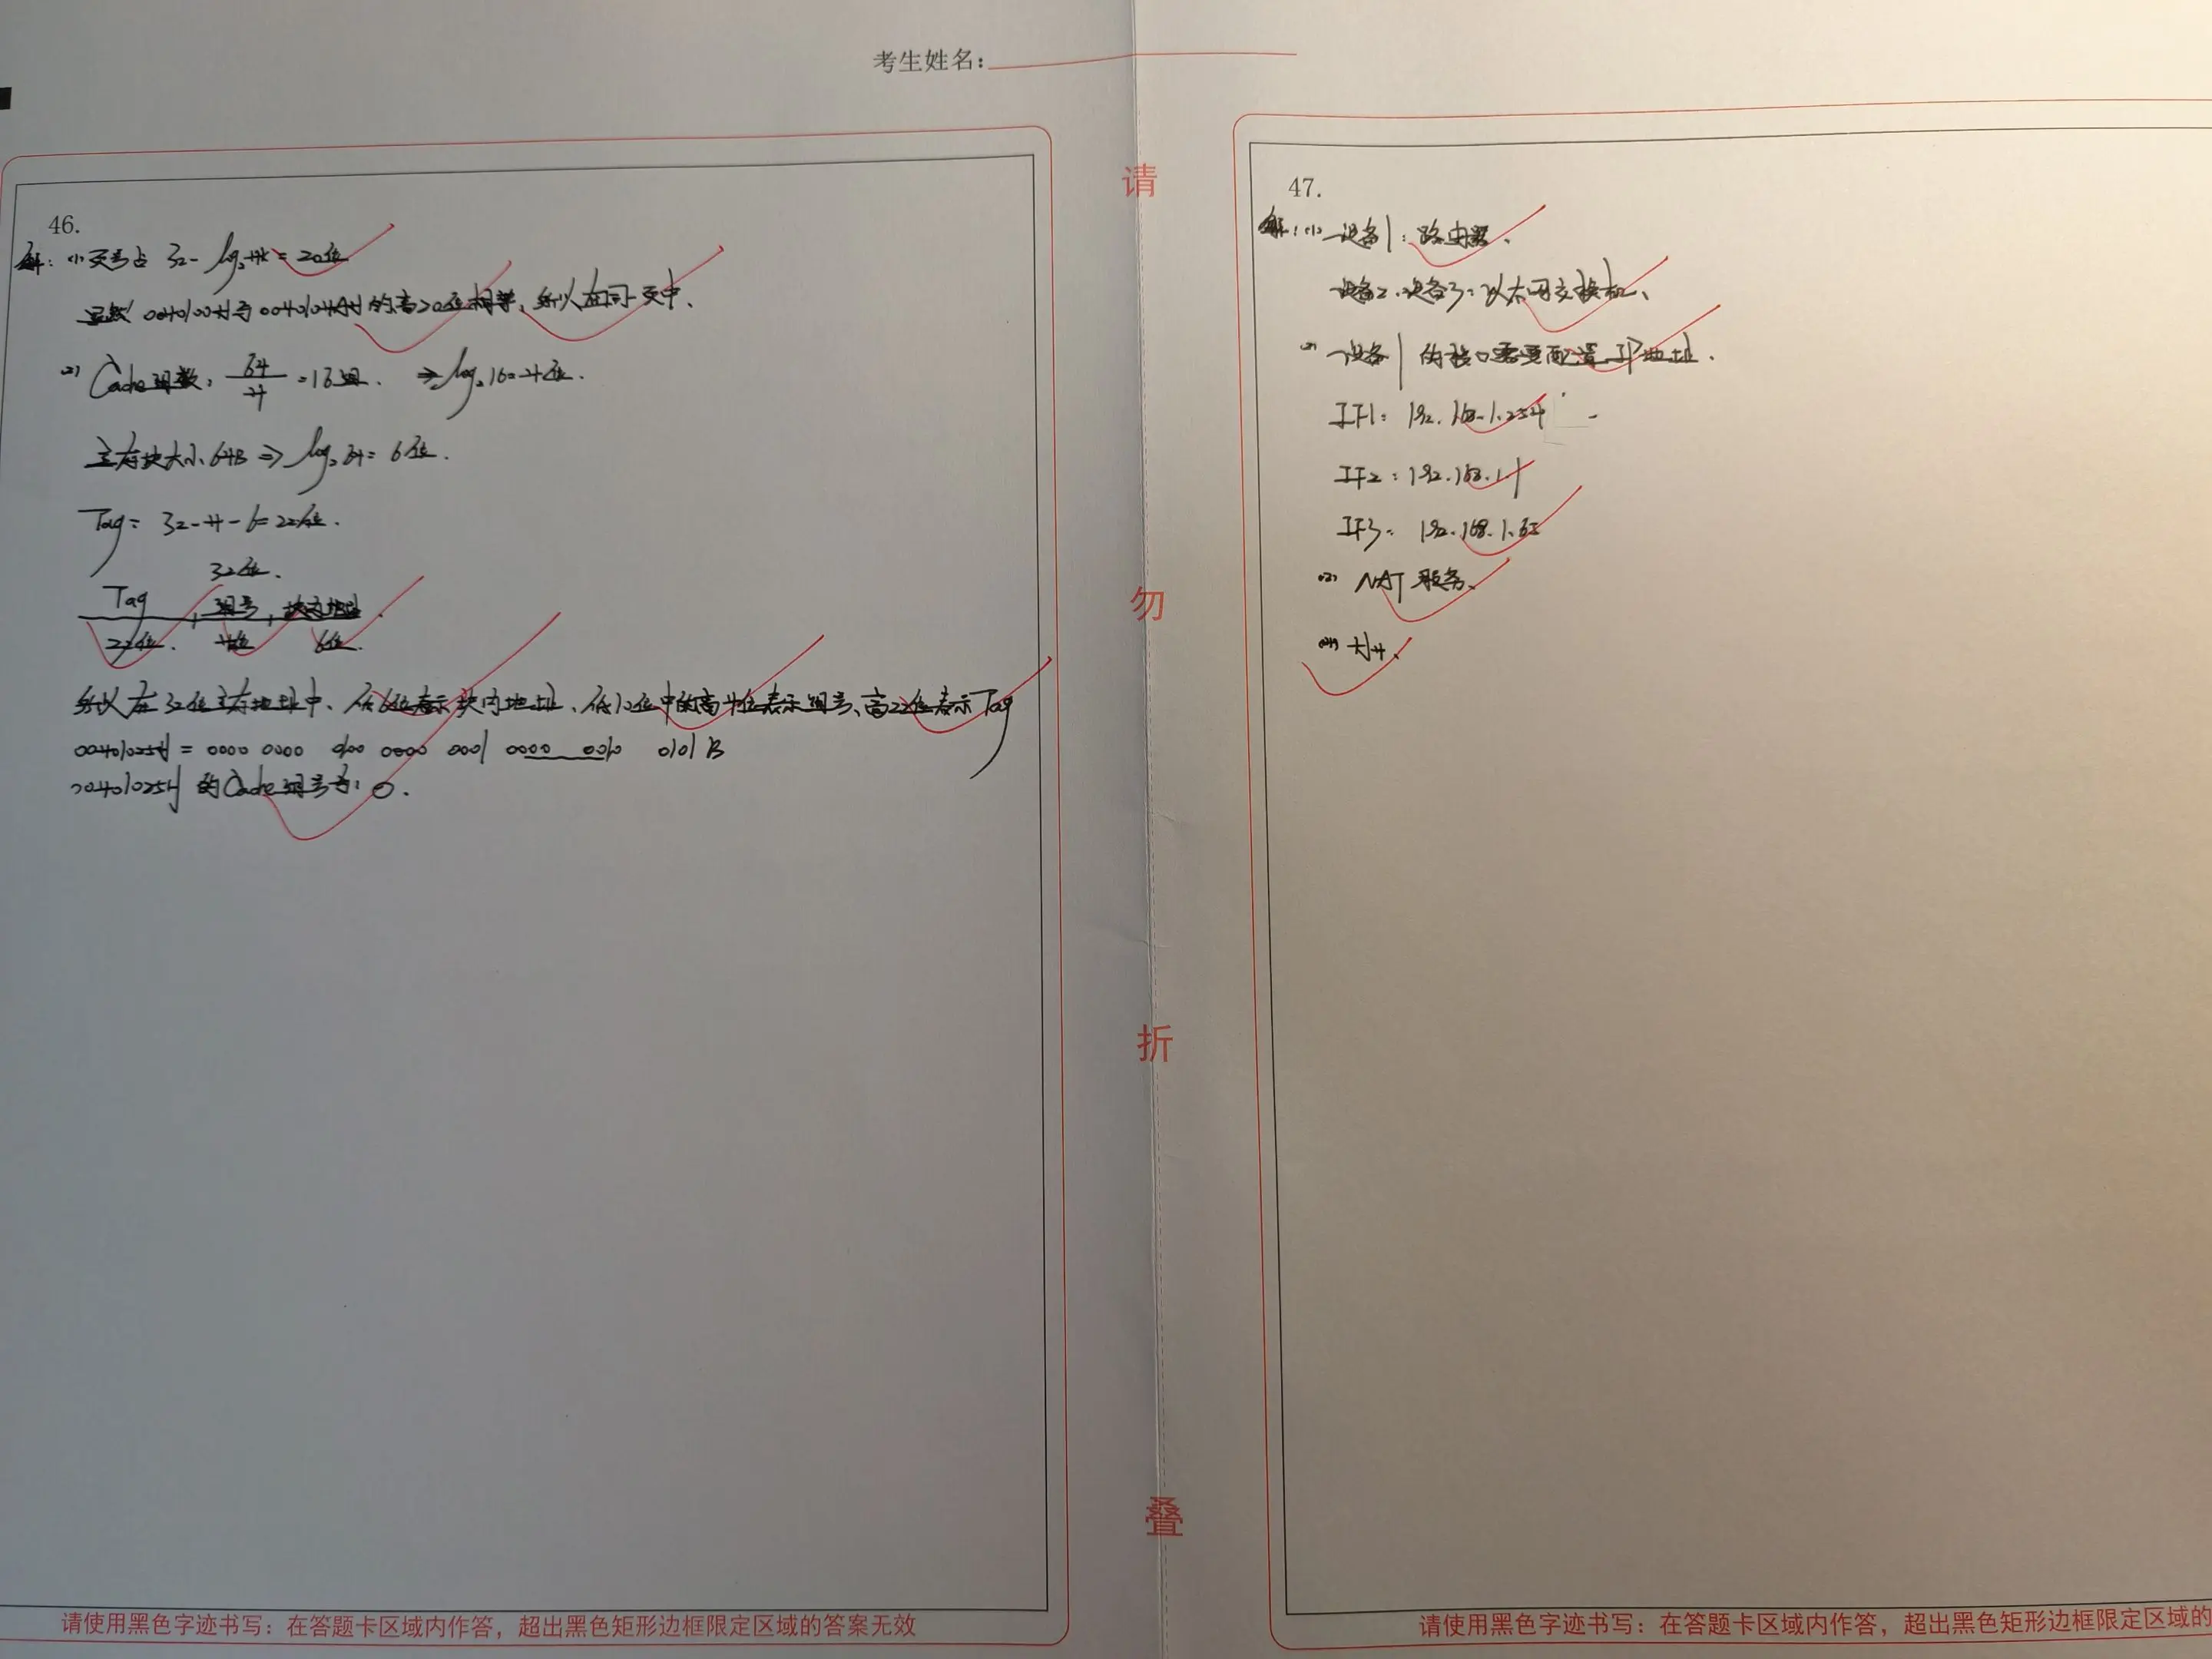 考生姓名：
46.
解：(1) 页号占 32-log₂4k=20位
显然 00401000H与 0040104AH的高20位相等，所以在同一页中、
(2) Cache组数：64/4=16组. ⇒log₂16=4位.
主存块大小64B⇒log₂64=6位.
Tag=32-4-6=22位.
32位.
Tag，组号，块内地址.
22位. 4位 6位.
所以在32位主存地址中、低6位表示块内地址、低10位中的高4位表示组号、高22位表示Tag
00401025H = 0000 0000 0100 0000 0001 0000 0010 0101 B
00401025H 的Cache组号为：0.
请
勿
折
叠
47.
解：(1) 设备1：路由器、
设备2、设备3：以太网交换机、
(2) 设备1的接口需要配置IP地址.
IF1：192.168.1.254
IF2：192.168.1.1
IF3： 192.168.1.65
(3) NAT服务、
(4) 大H、
请使用黑色字迹书写：在答题卡区域内作答，超出黑色矩形边框限定区域的答案无效
请使用黑色字迹书写：在答题卡区域内作答，超出黑色矩形边框限定区域的